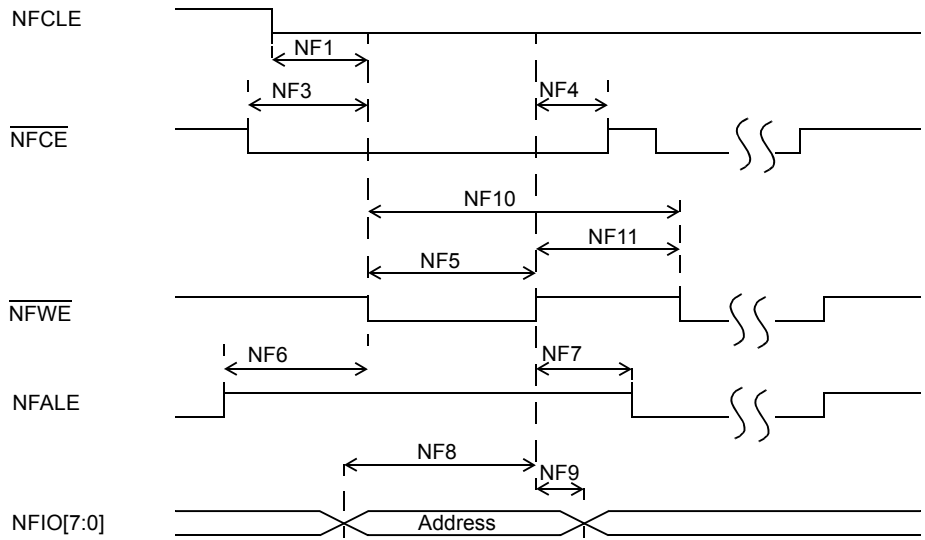 NFCLE
NF1
NF3
NF4
NFCE
NF10
NF11
NF5
NFWE
NF6
NF7
NFALE
NF8
NF9
NFIO[7:0]
Address